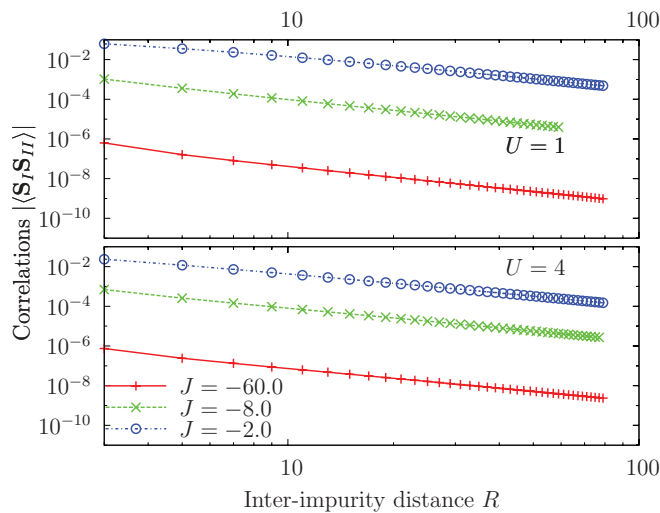 10 100
10⁻²
10⁻⁴
10⁻⁶
U = 1
10⁻⁸
10⁻¹⁰
Correlations |⟨S_I S_II⟩|
10⁻²
U = 4
10⁻⁴
10⁻⁶
10⁻⁸
J = −60.0
J = −8.0
10⁻¹⁰
J = −2.0
10 100
Inter-impurity distance R